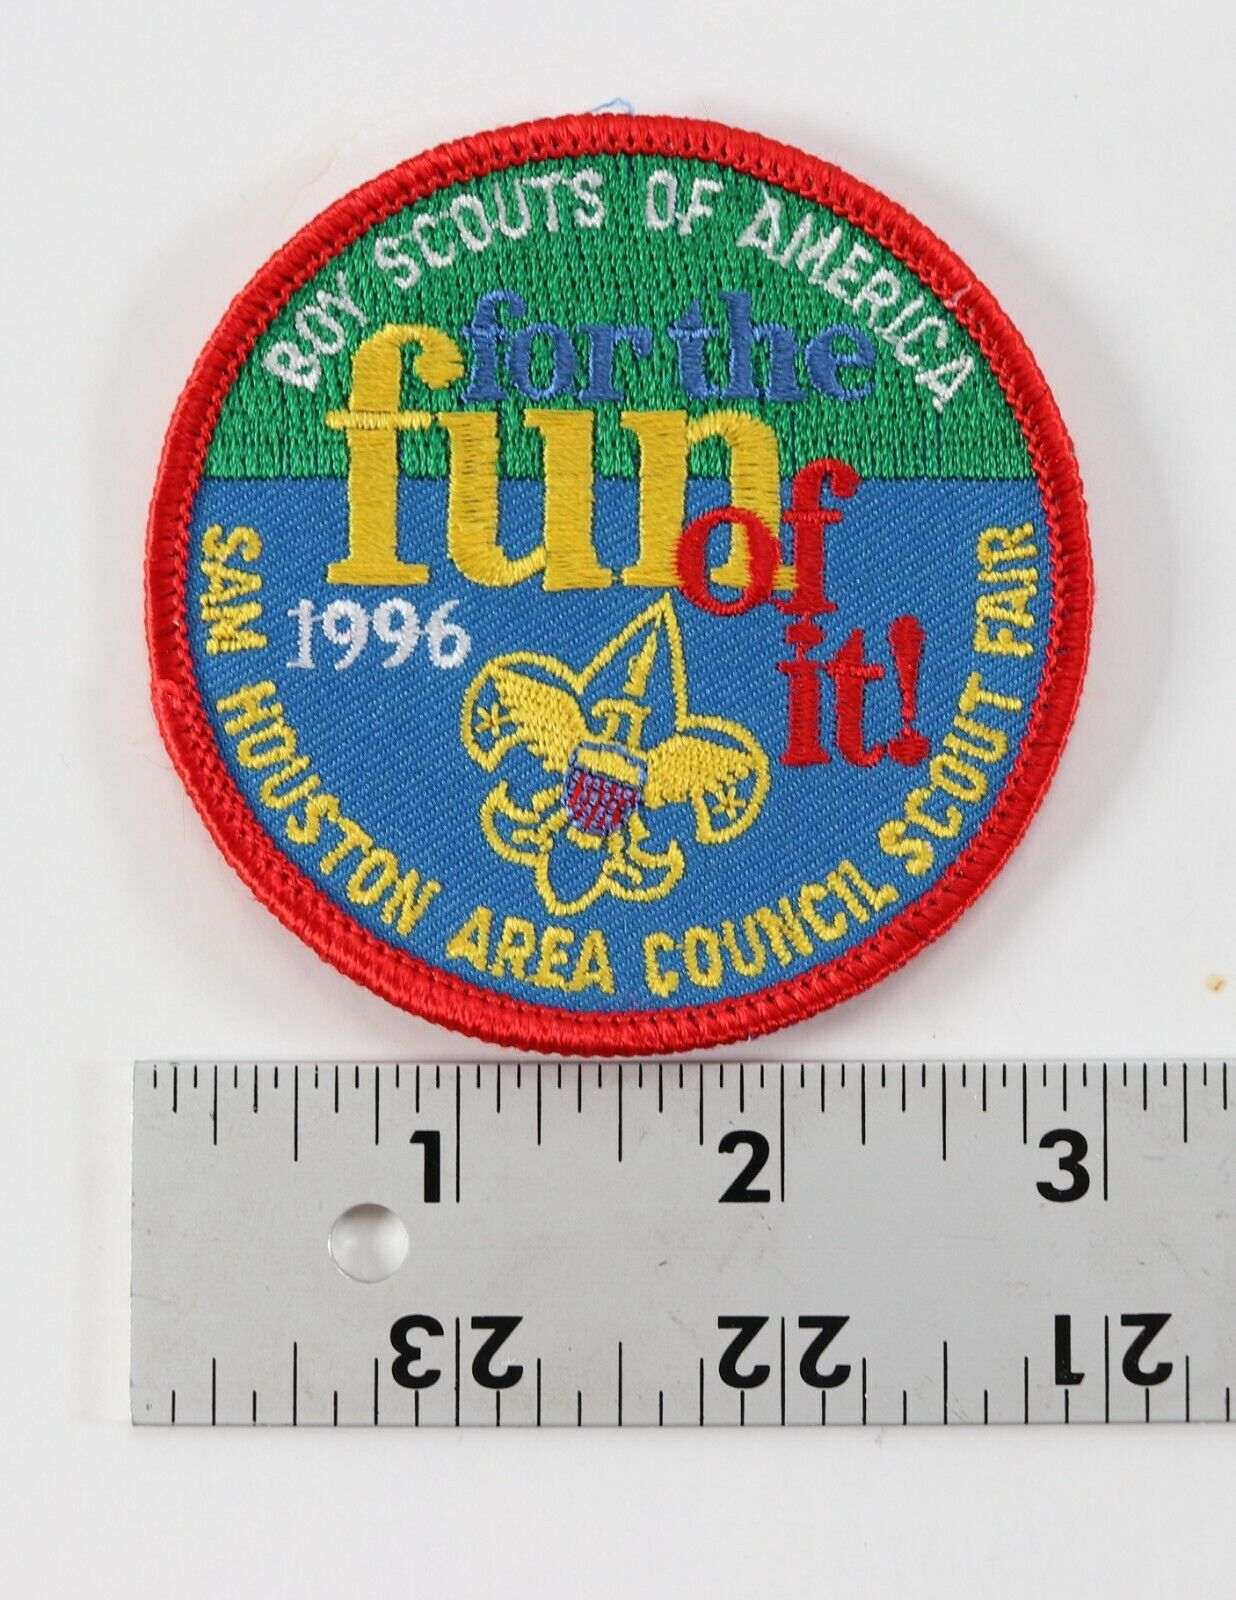 BOY SCOUTS OF AMERICA
for the
fun
of
it!
1996
SAM HOUSTON AREA COUNCIL SCOUT FAIR
1 2 3
23 22 21